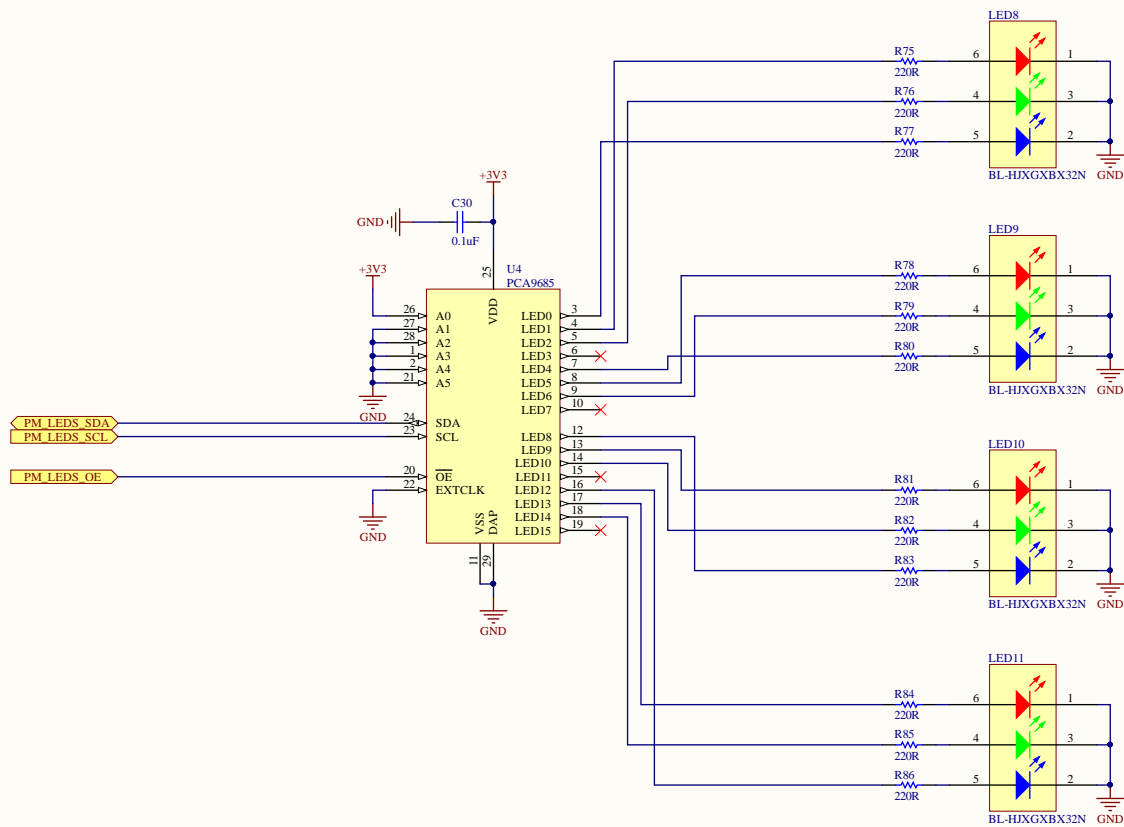 LED8
R75
220R
6
1
R76
220R
4
3
R77
220R
5
2
BL-HJXGXBX32N
GND
+3V3
C30
GND
0.1uF
LED9
R78
220R
6
1
R79
220R
4
3
R80
220R
5
2
BL-HJXGXBX32N
GND
+3V3
25
U4
PCA9685
VDD
26 A0 LED0 3
27 A1 LED1 4
28 A2 LED2 5
1 A3 LED3 6
2 A4 LED4 7
21 A5 LED5 8
LED6 9
LED7 10
GND
PM_LEDS_SDA 24 SDA
PM_LEDS_SCL 23 SCL LED8 12
LED9 13
LED10 14
PM_LEDS_OE 20 OE LED11 15
22 EXTCLK LED12 16
LED13 17
LED14 18
LED15 19
VSS
DAP
11
29
GND
GND
LED10
R81
220R
6
1
R82
220R
4
3
R83
220R
5
2
BL-HJXGXBX32N
GND
LED11
R84
220R
6
1
R85
220R
4
3
R86
220R
5
2
BL-HJXGXBX32N
GND